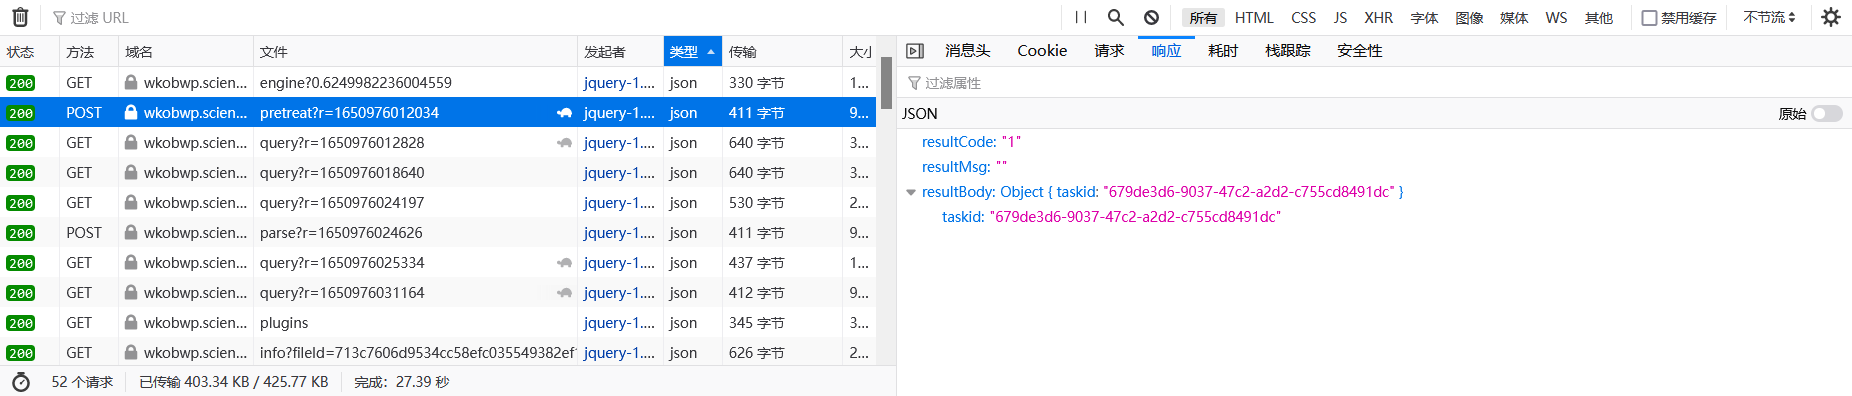 过滤 URL 所有 HTML CSS JS XHR 字体 图像 媒体 WS 其他 禁用缓存 不节流
状态 方法 域名 文件 发起者 类型 传输 大小
200 GET wkobwp.scien... engine?0.6249982236004559 jquery-1.... json 330 字节 1...
200 POST wkobwp.scien... pretreat?r=1650976012034 jquery-1.... json 411 字节 9...
200 GET wkobwp.scien... query?r=1650976012828 jquery-1.... json 640 字节 3...
200 GET wkobwp.scien... query?r=1650976018640 jquery-1.... json 640 字节 3...
200 GET wkobwp.scien... query?r=1650976024197 jquery-1.... json 530 字节 2...
200 POST wkobwp.scien... parse?r=1650976024626 jquery-1.... json 411 字节 9...
200 GET wkobwp.scien... query?r=1650976025334 jquery-1.... json 437 字节 1...
200 GET wkobwp.scien... query?r=1650976031164 jquery-1.... json 412 字节 9...
200 GET wkobwp.scien... plugins jquery-1.... json 345 字节 3...
200 GET wkobwp.scien... info?fileId=713c7606d9534cc58efc035549382ef jquery-1.... json 626 字节 2...
52 个请求 已传输 403.34 KB / 425.77 KB 完成：27.39 秒
消息头 Cookie 请求 响应 耗时 栈跟踪 安全性
过滤属性
JSON 原始
resultCode: "1"
resultMsg: ""
resultBody: Object { taskid: "679de3d6-9037-47c2-a2d2-c755cd8491dc" }
taskid: "679de3d6-9037-47c2-a2d2-c755cd8491dc"